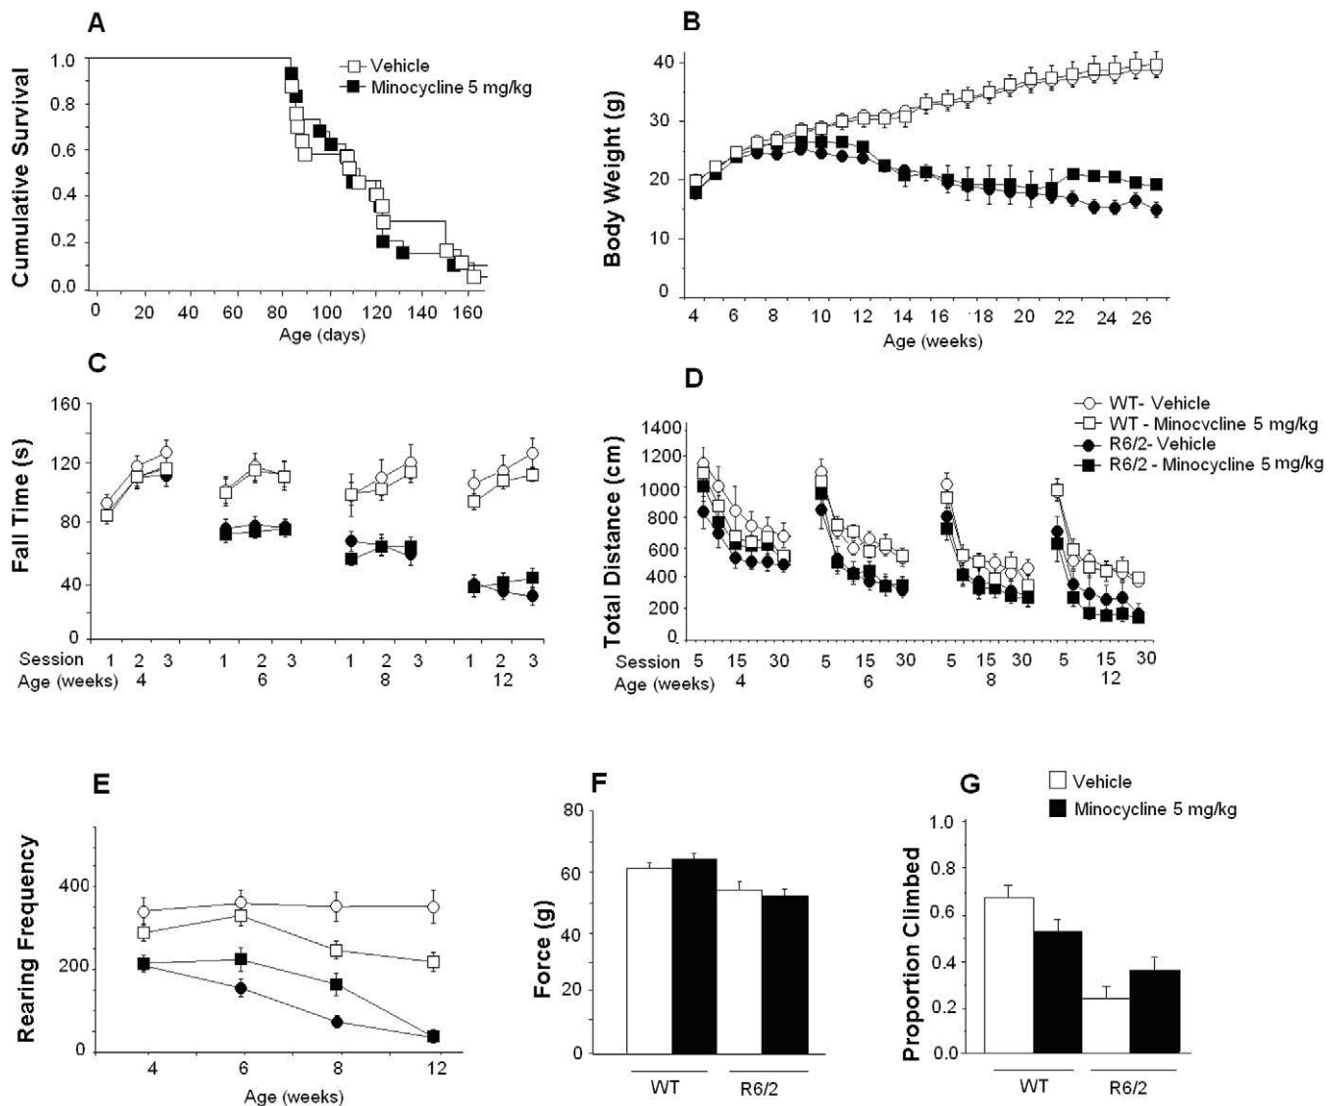 A
Cumulative Survival
1.0
0.8
0.6
0.4
0.2
0.0
Vehicle
Minocycline 5 mg/kg
0 20 40 60 80 100 120 140 160
Age (days)
B
Body Weight (g)
40
30
20
10
0
4 6 8 10 12 14 16 18 20 22 24 26
Age (weeks)
C
Fall Time (s)
160
120
80
40
0
Session 1 2 3 1 2 3 1 2 3 1 2 3
Age (weeks) 4 6 8 12
D
WT- Vehicle
WT - Minocycline 5 mg/kg
R6/2- Vehicle
R6/2 - Minocycline 5 mg/kg
Total Distance (cm)
1400
1200
1000
800
600
400
200
0
Session 5 15 30 5 15 30 5 15 30 5 15 30
Age (weeks) 4 6 8 12
E
Rearing Frequency
400
200
0
4 6 8 12
Age (weeks)
F
Force (g)
80
60
40
20
0
WT R6/2
G
Vehicle
Minocycline 5 mg/kg
Proportion Climbed
1.0
0.8
0.6
0.4
0.2
0.0
WT R6/2